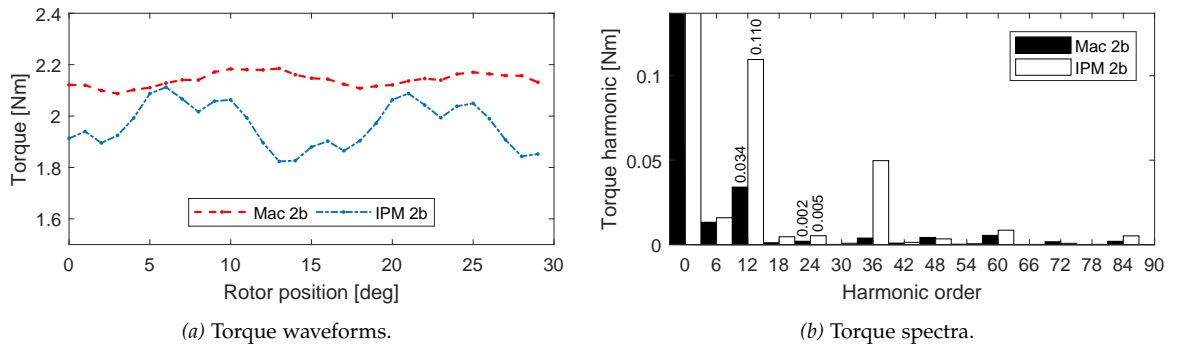 2.4
2.2
2
1.8
1.6
Torque [Nm]
Mac 2b IPM 2b
0 5 10 15 20 25 30
Rotor position [deg]
(a) Torque waveforms.
0.1
0.05
0
Torque harmonic [Nm]
0.034
0.110
0.002
0.005
Mac 2b
IPM 2b
0 6 12 18 24 30 36 42 48 54 60 66 72 78 84 90
Harmonic order
(b) Torque spectra.